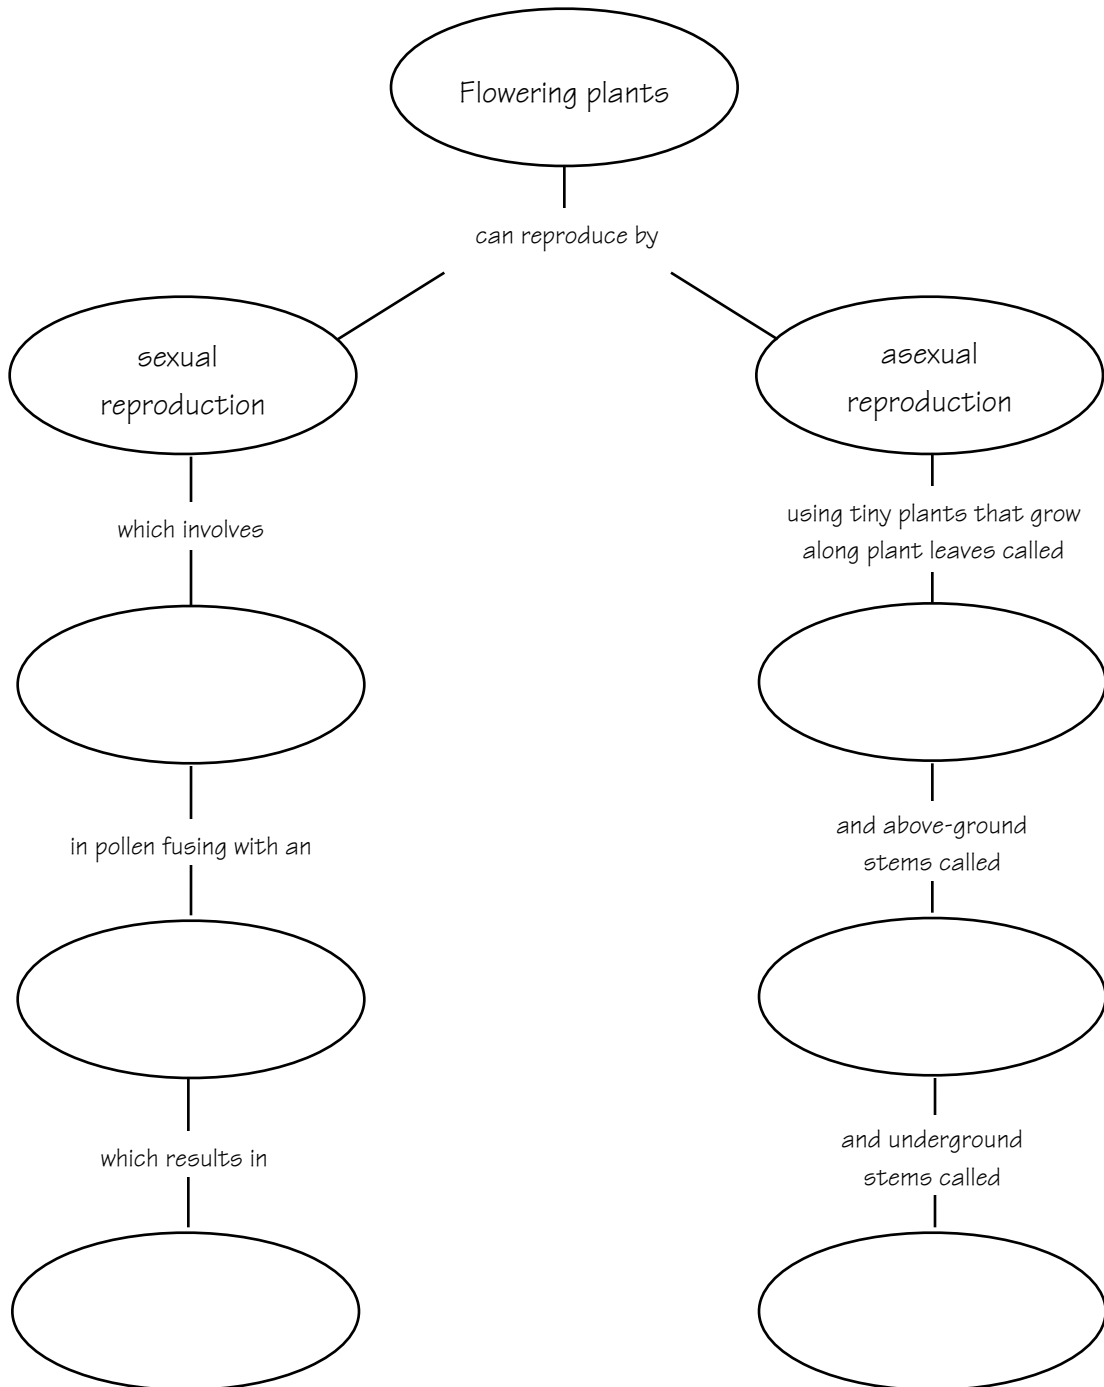 Flowering plants
can reproduce by
sexual
reproduction
asexual
reproduction
which involves
using tiny plants that grow
along plant leaves called
in pollen fusing with an
and above-ground
stems called
which results in
and underground
stems called